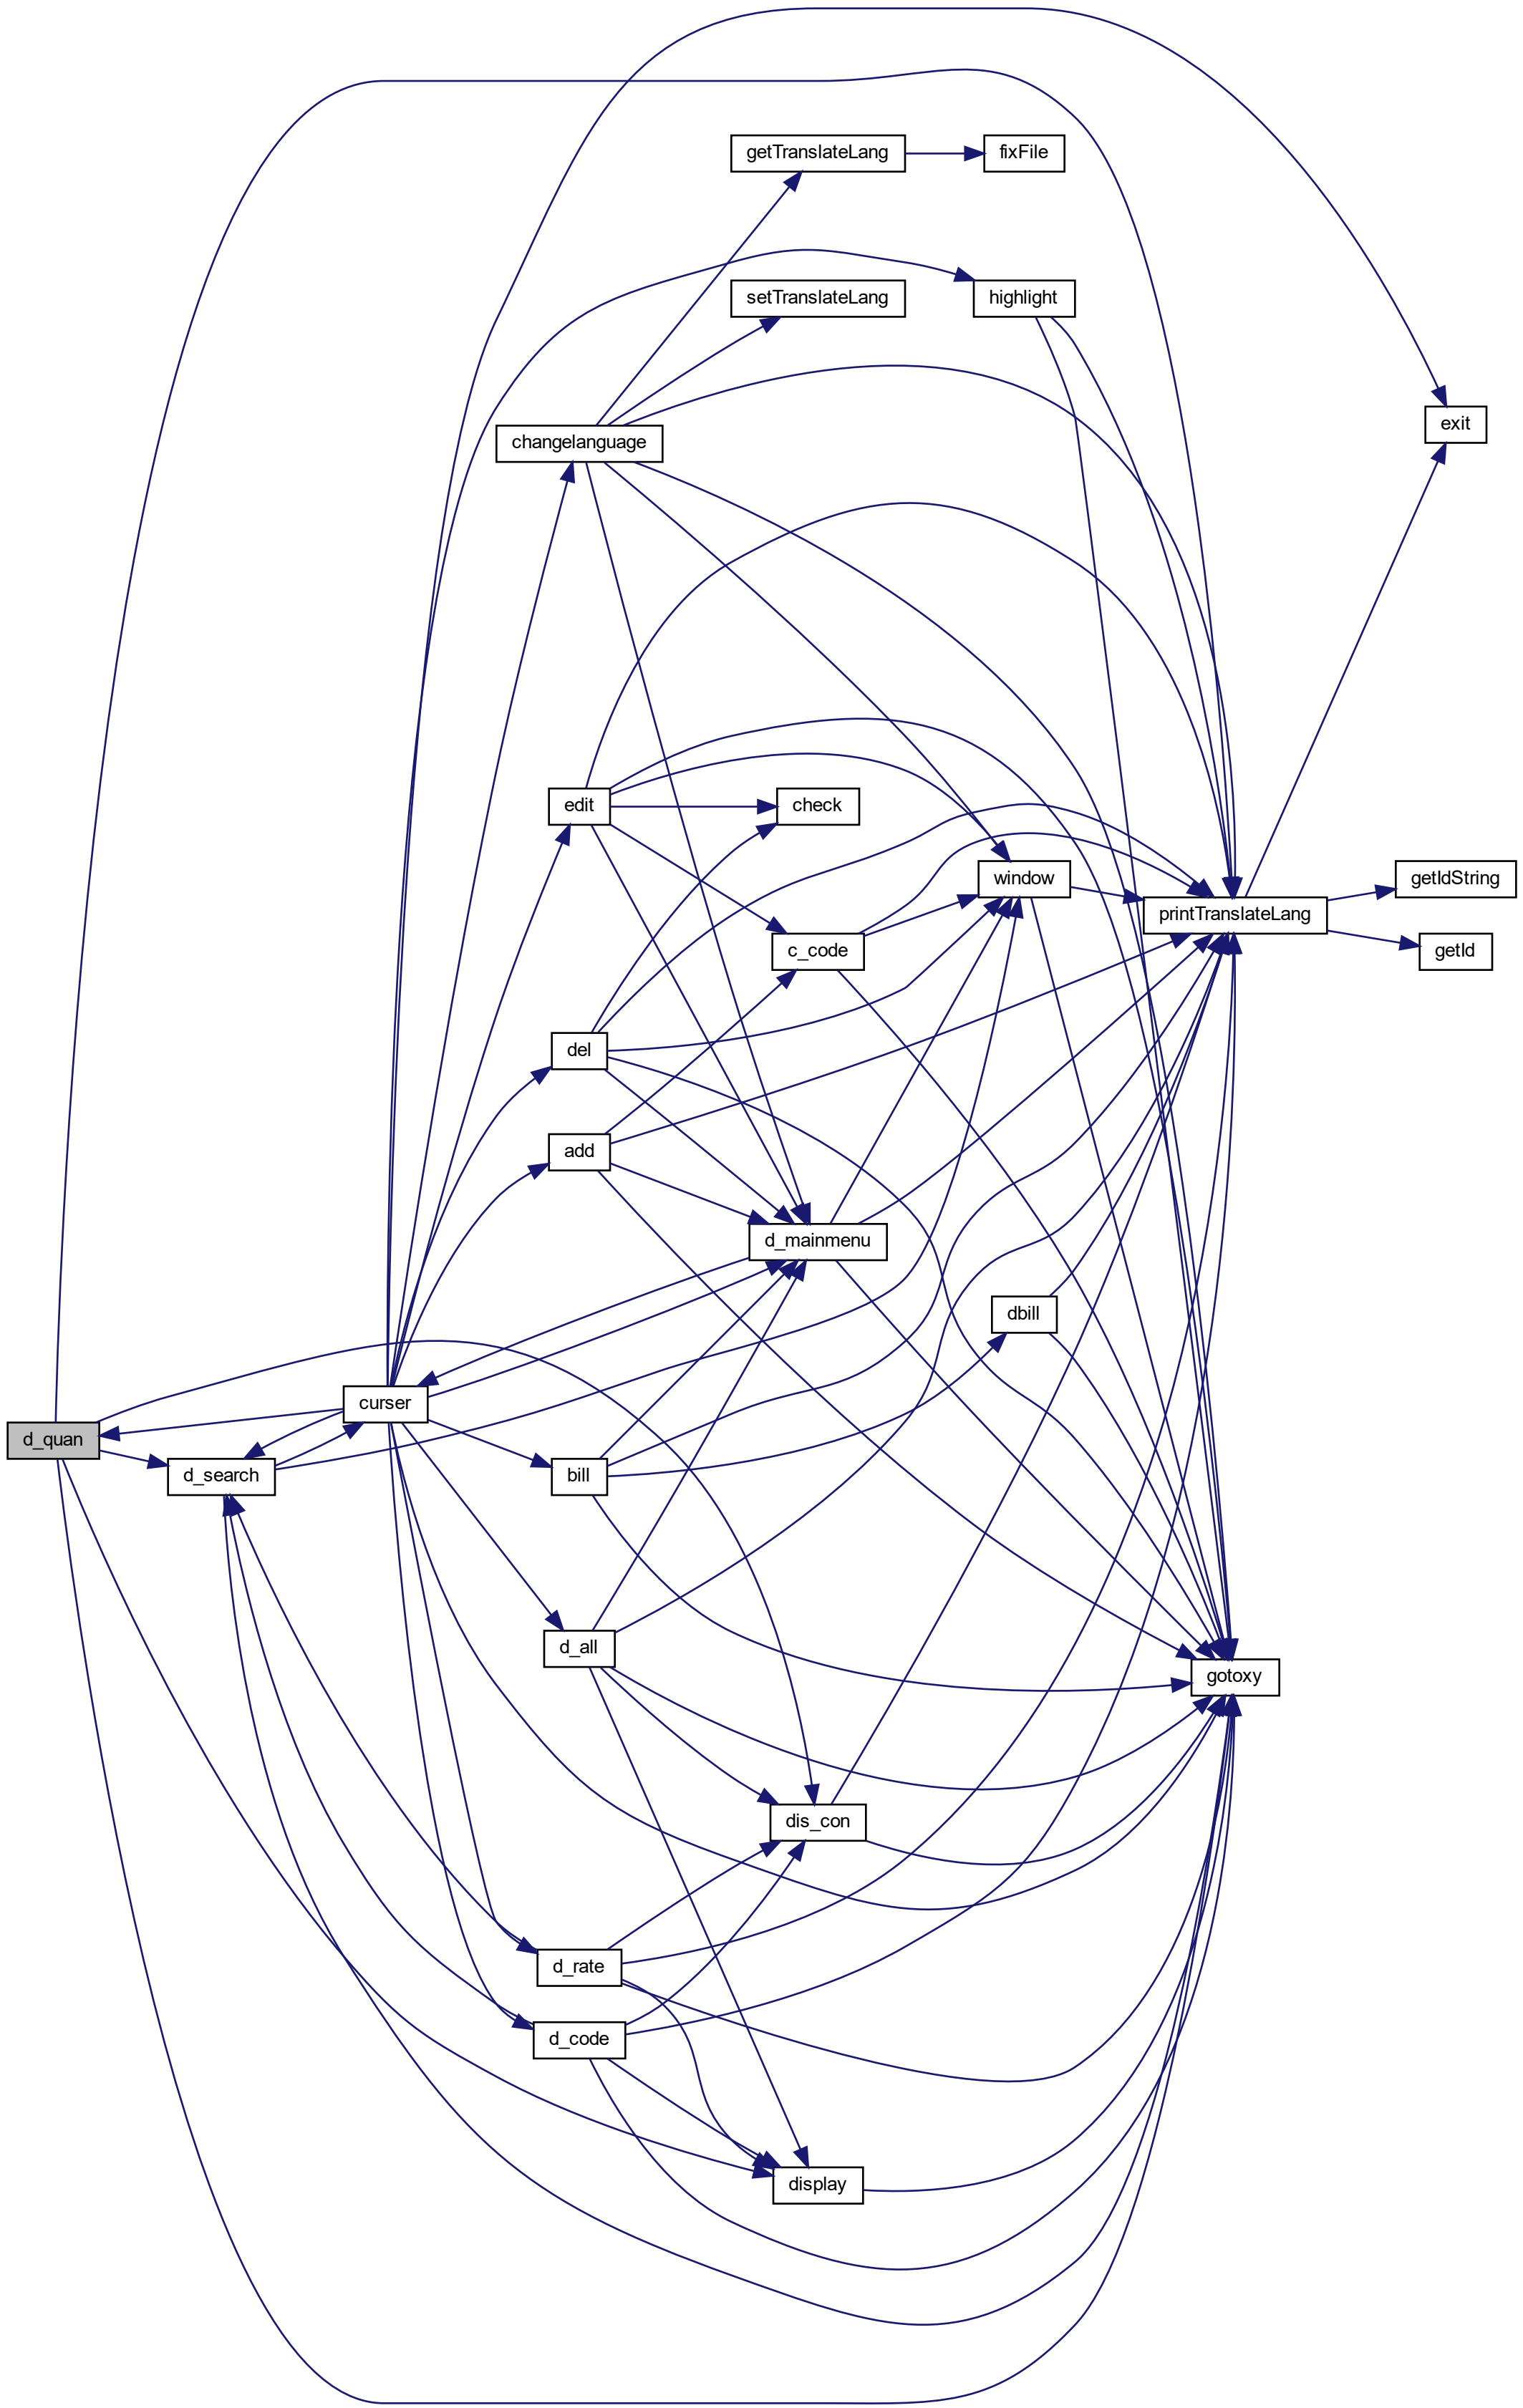 getTranslateLang
fixFile
setTranslateLang
highlight
exit
changelanguage
edit
check
window
getIdString
printTranslateLang
c_code
getId
del
add
d_mainmenu
dbill
curser
d_quan
d_search
bill
d_all
gotoxy
dis_con
d_rate
d_code
display